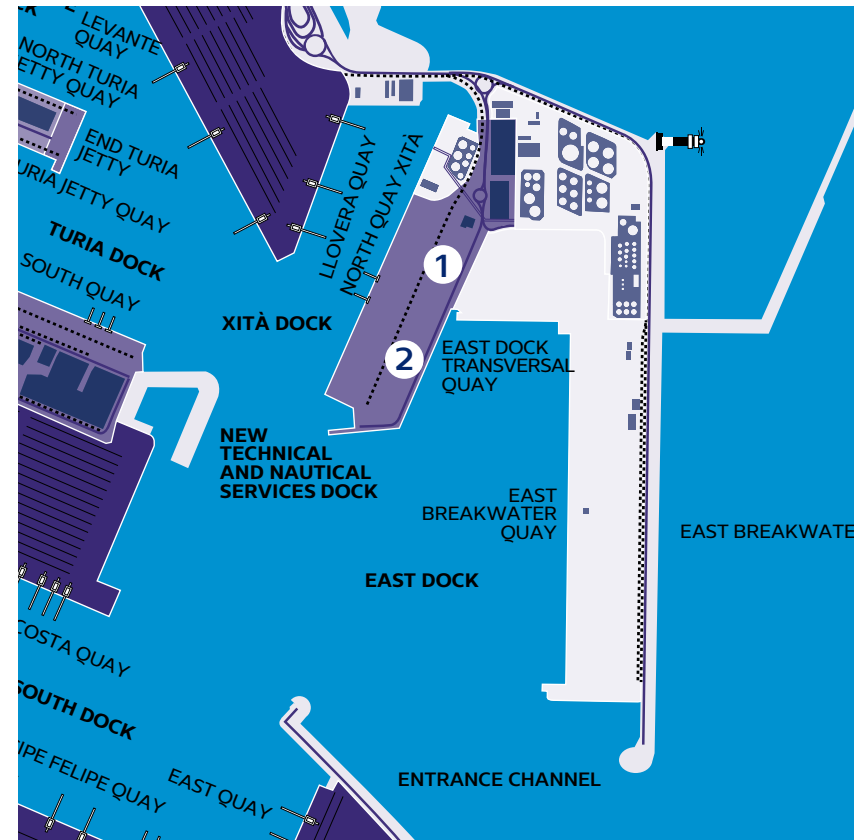 LEVANTE
QUAY
NORTH TURIA
JETTY QUAY
END TURIA
JETTY
TURIA JETTY QUAY
TURIA DOCK
SOUTH QUAY
LLOVERA QUAY
NORTH QUAY XITÀ
XITÀ DOCK
1
2
EAST DOCK
TRANSVERSAL
QUAY
NEW
TECHNICAL
AND NAUTICAL
SERVICES DOCK
EAST
BREAKWATER
QUAY
EAST BREAKWATE
EAST DOCK
COSTA QUAY
SOUTH DOCK
IPE FELIPE QUAY
EAST QUAY
ENTRANCE CHANNEL